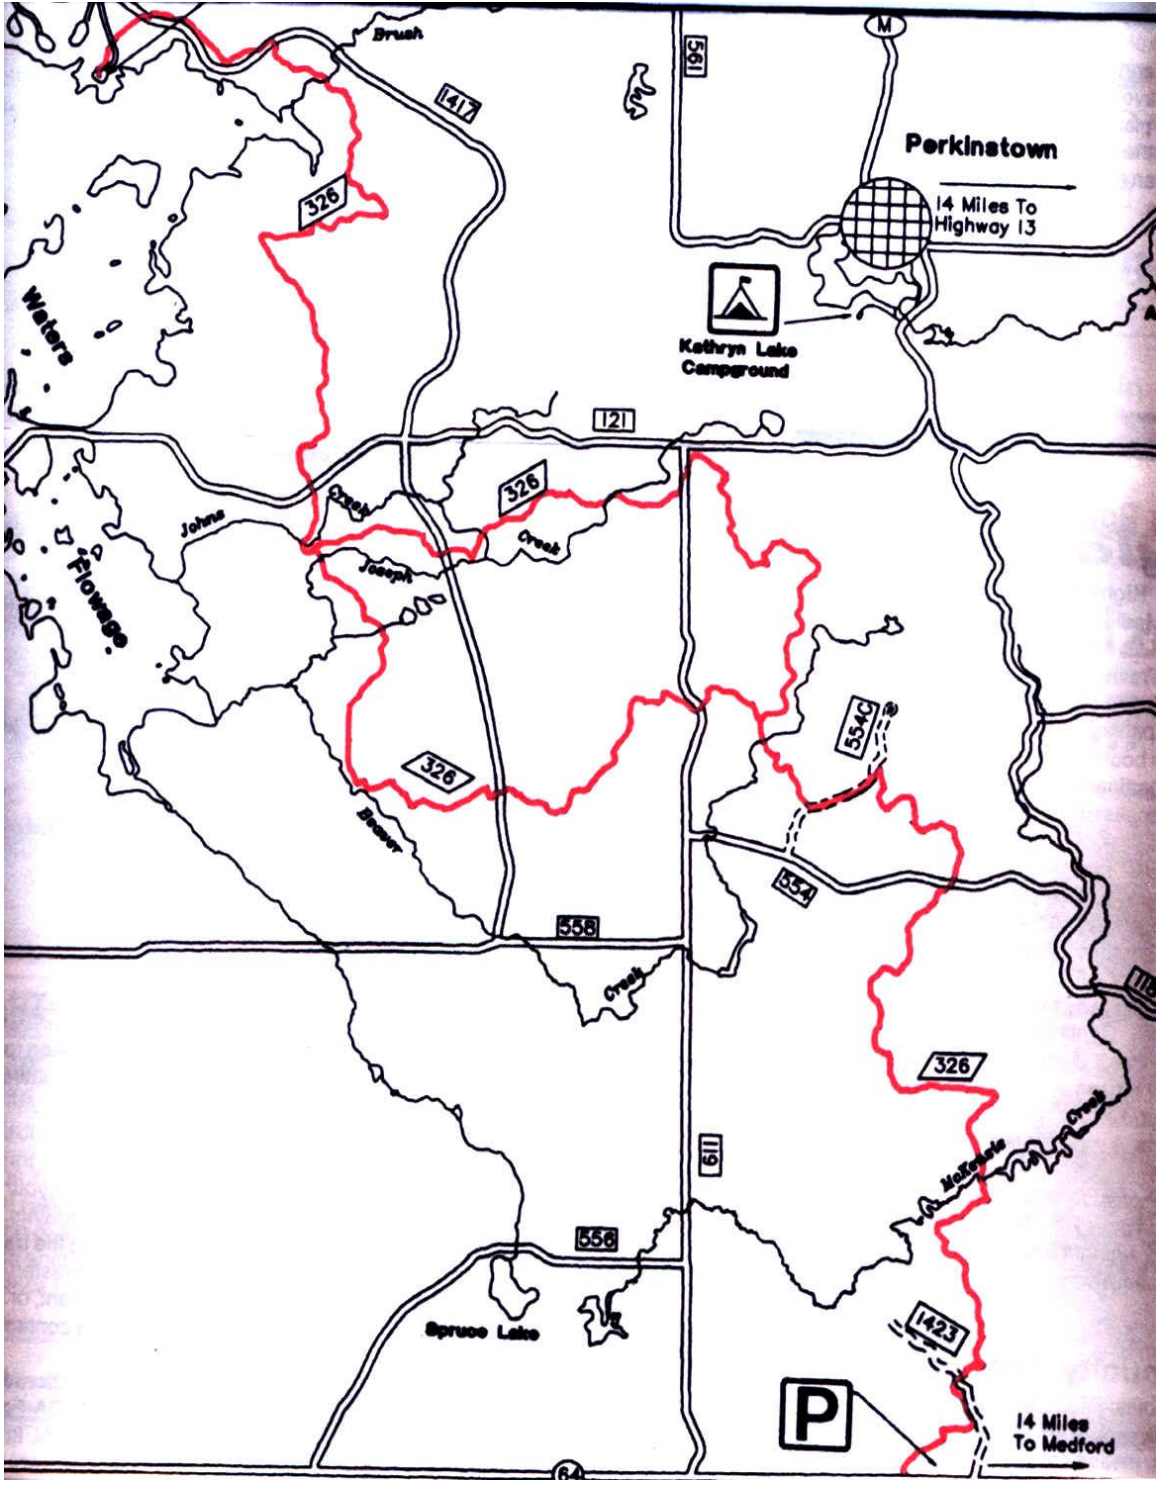 Brush
M
561
1417
Perkinstown
326
14 Miles To
Highway 13
Waters
Kathryn Lake
Campground
121
326
Creek
Johns
Creek
Joseph
Flowage
554C
326
Beaver
554
558
Creek
118
326
Creek
McKenzie
611
556
1423
Spruce Lake
P
14 Miles
To Medford
64